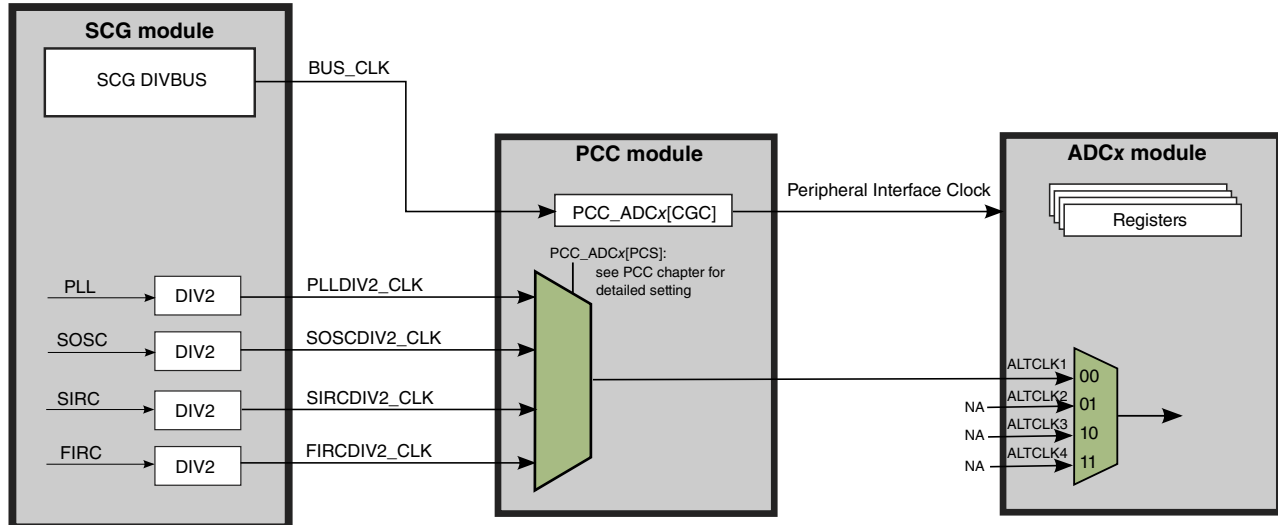 SCG module
SCG DIVBUS
BUS_CLK
PCC module
PCC_ADCx[CGC]
Peripheral Interface Clock
ADCx module
Registers
PCC_ADCx[PCS]:
see PCC chapter for
detailed setting
PLL
DIV2
PLLDIV2_CLK
SOSC
DIV2
SOSCDIV2_CLK
SIRC
DIV2
SIRCDIV2_CLK
FIRC
DIV2
FIRCDIV2_CLK
ALTCLK1
00
NA
ALTCLK2
01
NA
ALTCLK3
10
NA
ALTCLK4
11